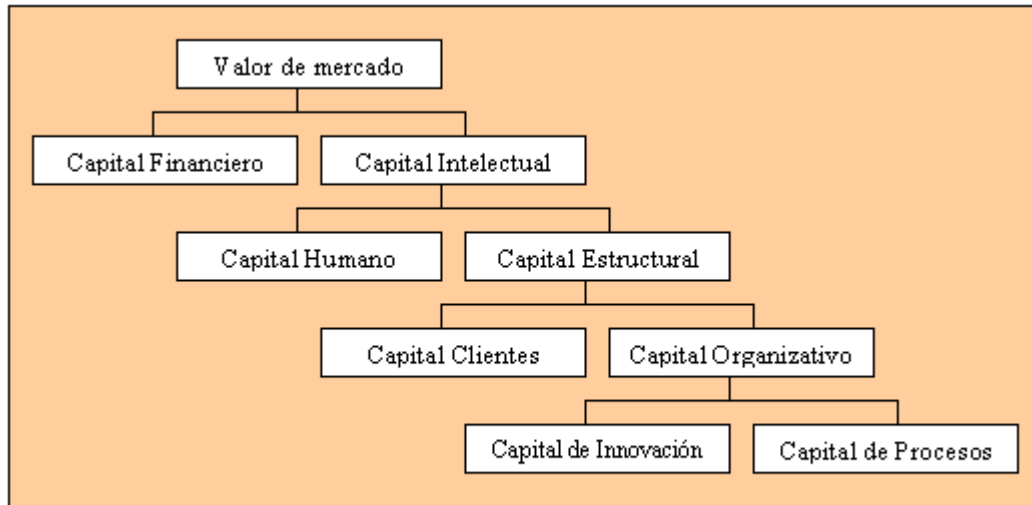 Valor de mercado
Capital Financiero
Capital Intelectual
Capital Humano
Capital Estructural
Capital Clientes
Capital Organizativo
Capital de Innovación
Capital de Procesos